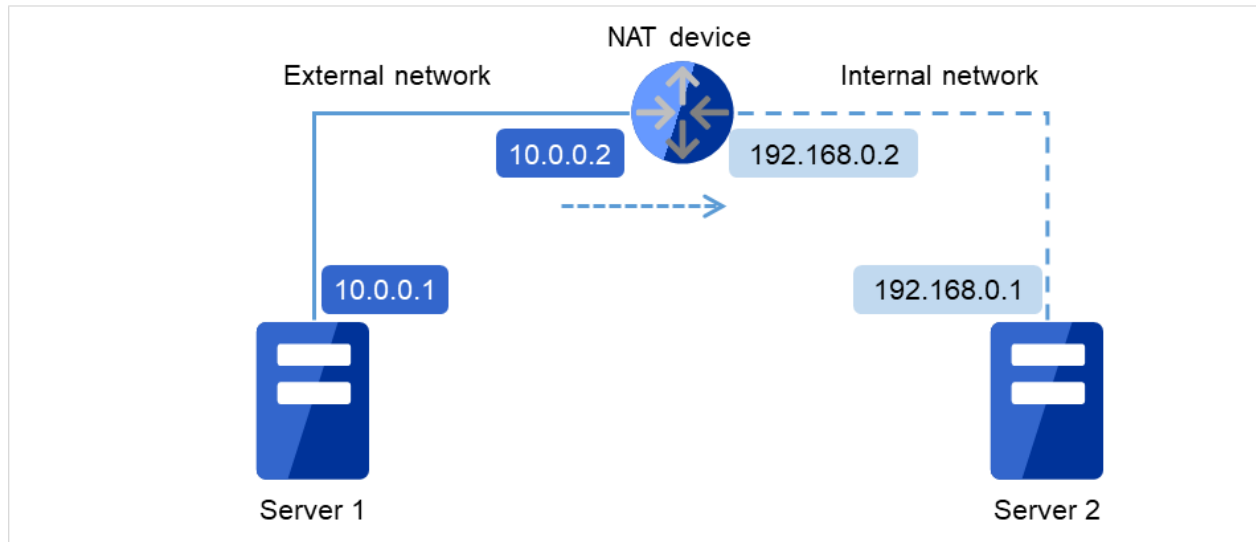 NAT device
External network
Internal network
10.0.0.2
192.168.0.2
10.0.0.1
192.168.0.1
Server 1
Server 2